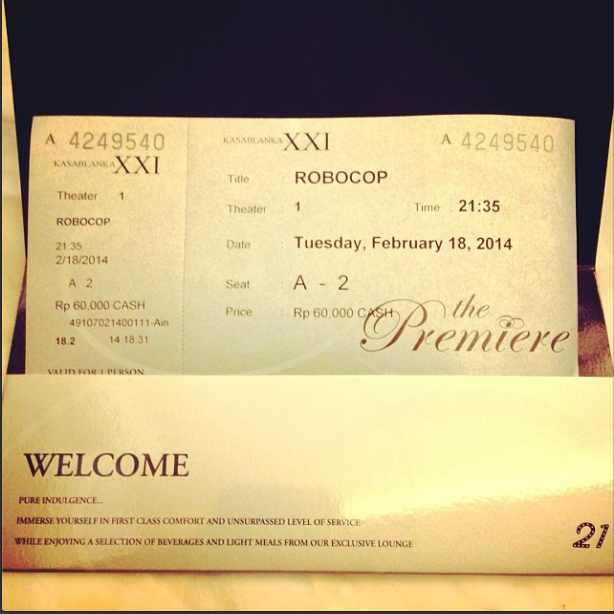 A 4249540
KASABLANKA XXI
Theater 1
ROBOCOP
21:35
2/18/2014
A 2
Rp 60,000 CASH
49107021400111-Ain
18.2 14:18:31
VALID FOR 1 PERSON
KASABLANKA XXI A 4249540
Title ROBOCOP
Theater 1 Time 21:35
Date Tuesday, February 18, 2014
Seat A - 2
Price Rp 60,000 CASH
the
Premiere
WELCOME
PURE INDULGENCE...
IMMERSE YOURSELF IN FIRST CLASS COMFORT AND UNSURPASSED LEVEL OF SERVICE
WHILE ENJOYING A SELECTION OF BEVERAGES AND LIGHT MEALS FROM OUR EXCLUSIVE LOUNGE
21